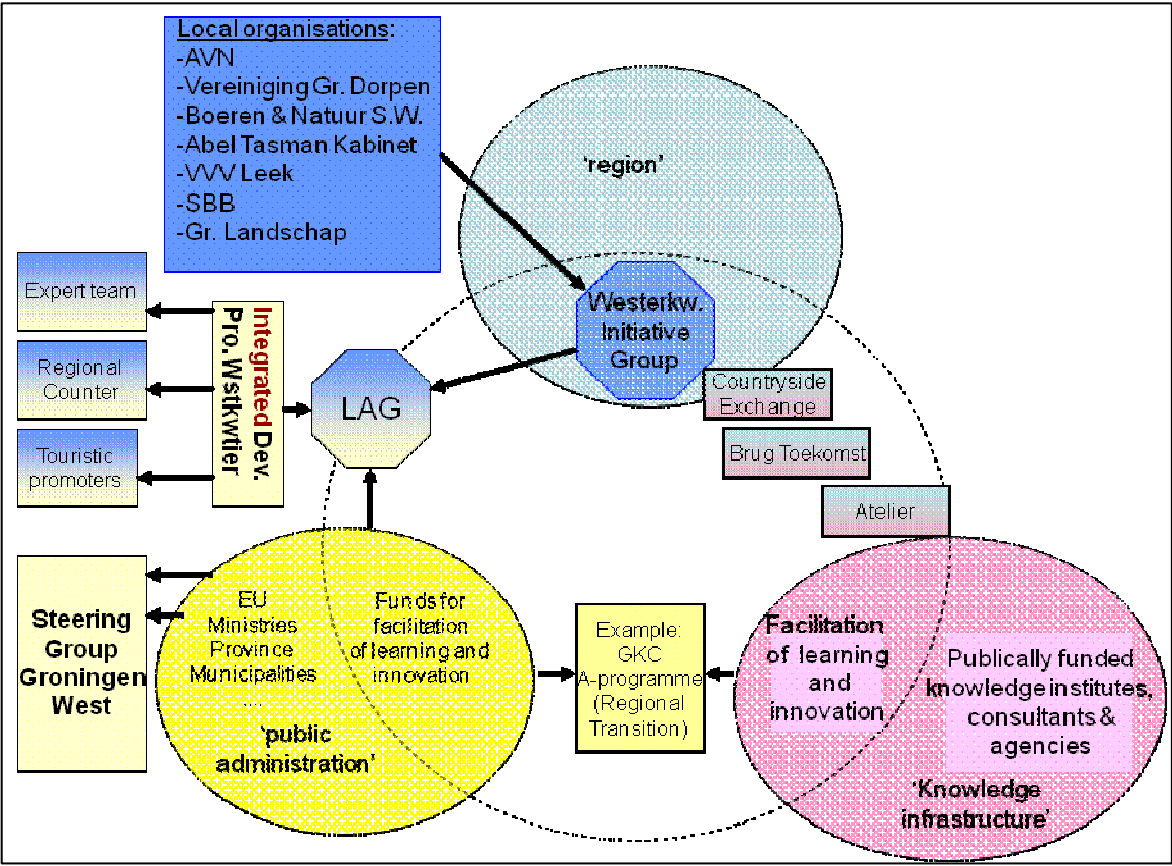 Local organisations:
-AVN
-Vereiniging Gr. Dorpen
-Boeren & Natuur S.W.
-Abel Tasman Kabinet
-VVV Leek
-SBB
-Gr. Landschap
'region'
Westerkw.
Initiative
Group
Expert team
Regional
Counter
Touristic
promoters
Integrated Dev.
Pro. Wstkwtier
LAG
Countryside
Exchange
Brug Toekomst
Atelier
Steering
Group
Groningen
West
EU
Ministries
Province
Municipalities
....
'public
administration'
Funds for
facilitation
of learning and
innovation
Example:
GKC
A-programme
(Regional
Transition)
Facilitation
of learning
and
innovation
Publically funded
knowledge institutes,
consultants &
agencies
'Knowledge
infrastructure'